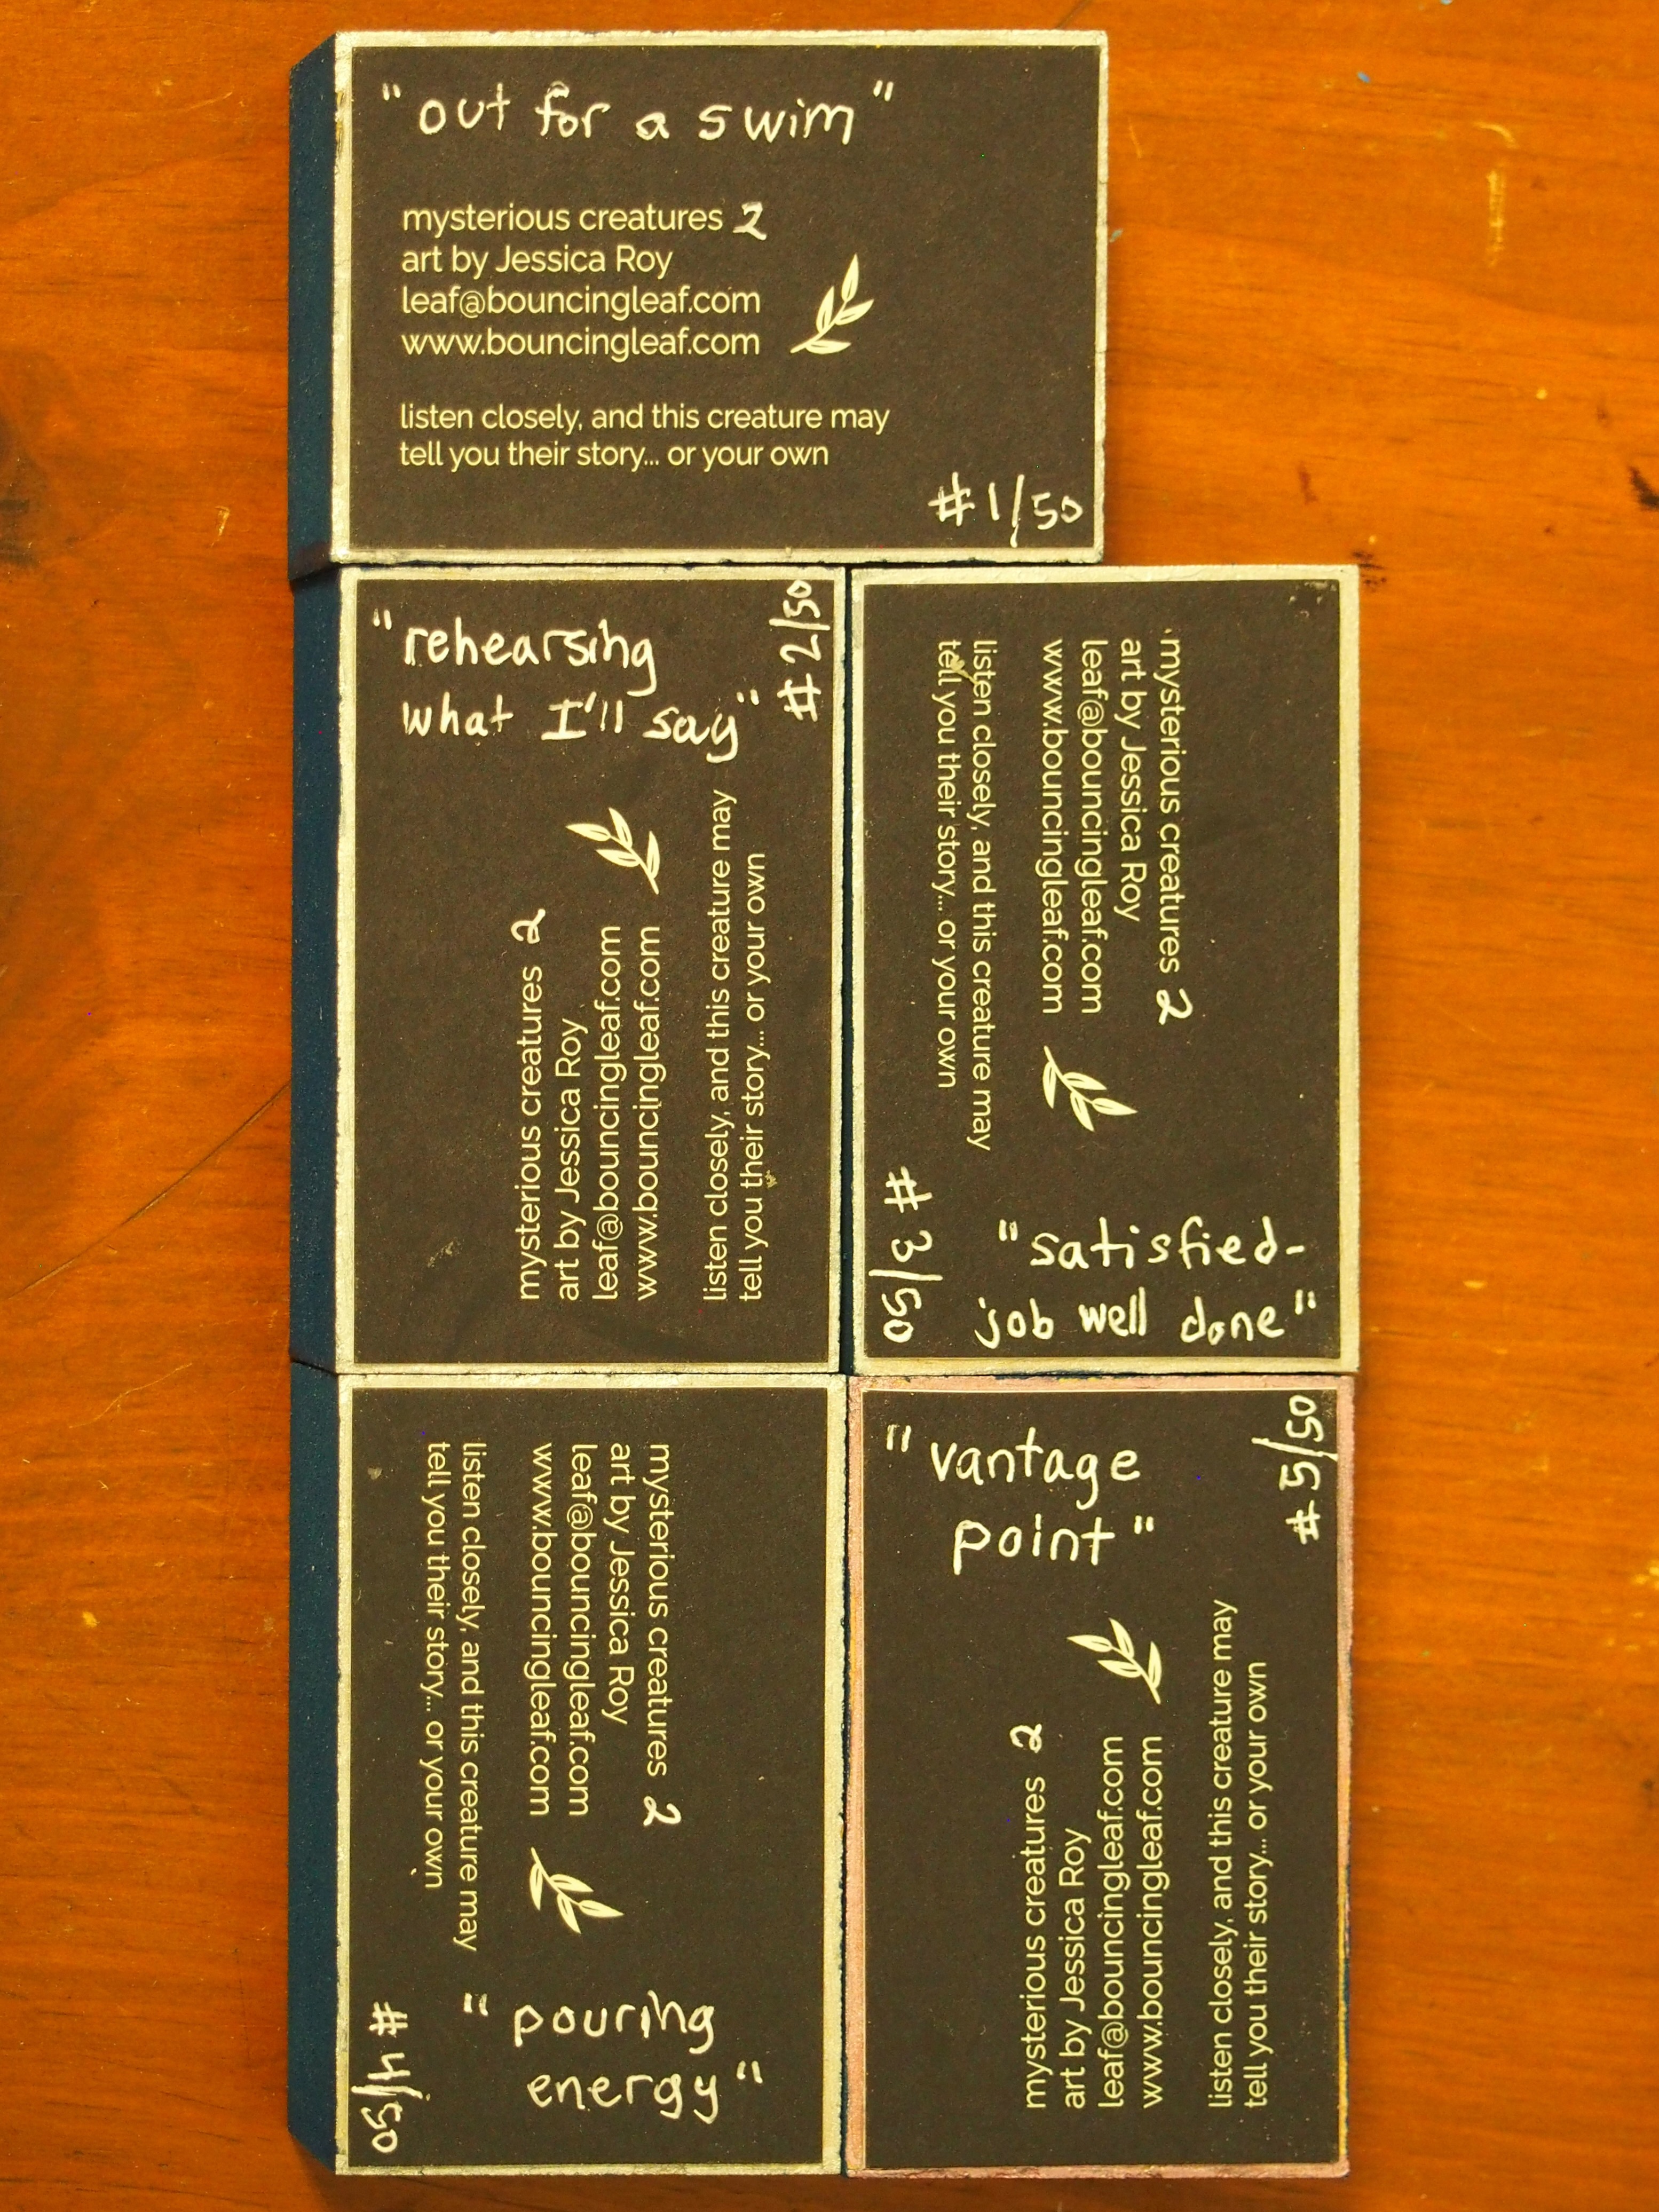 "out for a swim"
mysterious creatures 2
art by Jessica Roy
leaf@bouncingleaf.com
www.bouncingleaf.com
listen closely, and this creature may
tell you their story... or your own
#1/50
"rehearsing
what I'll say"
#2/50
mysterious creatures 2
art by Jessica Roy
leaf@bouncingleaf.com
www.bouncingleaf.com
listen closely, and this creature may
tell you their story... or your own
mysterious creatures 2
art by Jessica Roy
leaf@bouncingleaf.com
www.bouncingleaf.com
listen closely, and this creature may
tell you their story... or your own
#3/50
"satisfied-
job well done"
mysterious creatures 2
art by Jessica Roy
leaf@bouncingleaf.com
www.bouncingleaf.com
listen closely, and this creature may
tell you their story... or your own
#4/50
"pouring
energy"
"vantage
point"
#5/50
mysterious creatures 2
art by Jessica Roy
leaf@bouncingleaf.com
www.bouncingleaf.com
listen closely, and this creature may
tell you their story... or your own